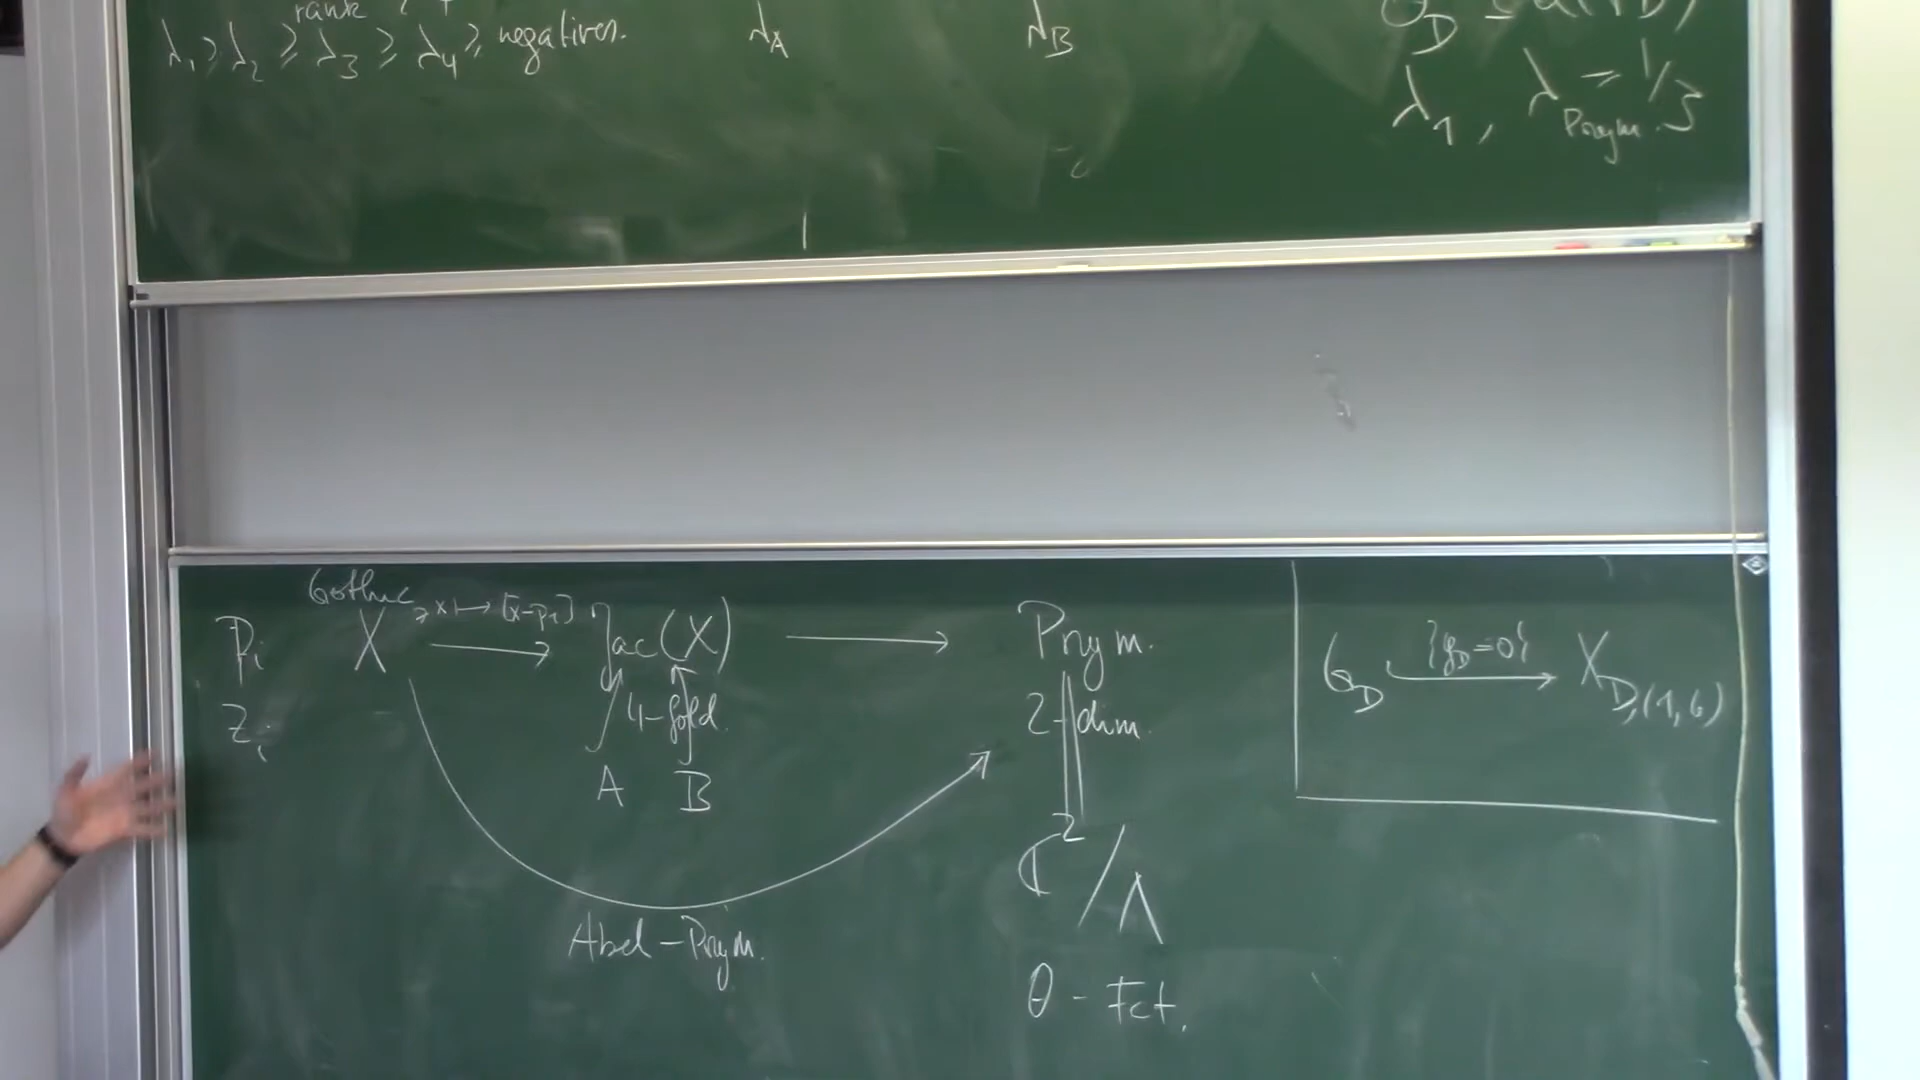 rank
λ₁ > λ₂ ≥ λ₃ ≥ λ₄ ≥, negatives.
λ_A
λ_B
λ₁, λ_Prym. = 1/3
Gothic
X
x ↦ [x-p₁]
Jac(X)
Prym.
P_i
Z_i
4-fold.
2-dim.
A B
ℂ²/Λ
Abel-Prym.
θ - Fct.
G_D
{g_D=0}
X_D,(1,6)